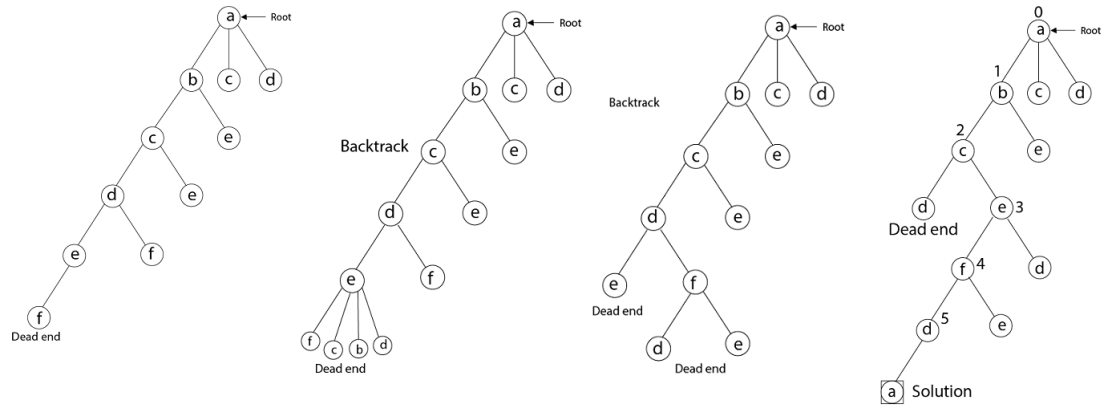 a Root
b c d
c e
d e
e f
f
Dead end
a Root
b c d
Backtrack c e
d e
e f
f c b d
Dead end
a Root
Backtrack b c d
c e
d e
e f
Dead end
d e
Dead end
0
a Root
1
b c d
2
c e
d e 3
Dead end
f 4 d
d 5 e
a Solution